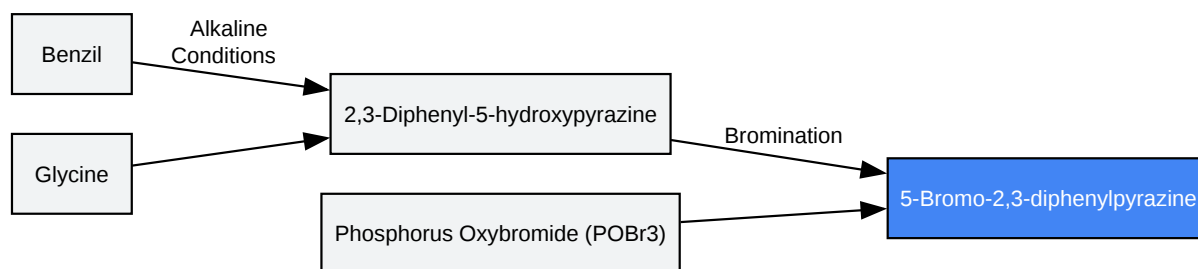 Benzil
Alkaline
Conditions
Glycine
2,3-Diphenyl-5-hydroxypyrazine
Bromination
Phosphorus Oxybromide (POBr3)
5-Bromo-2,3-diphenylpyrazine